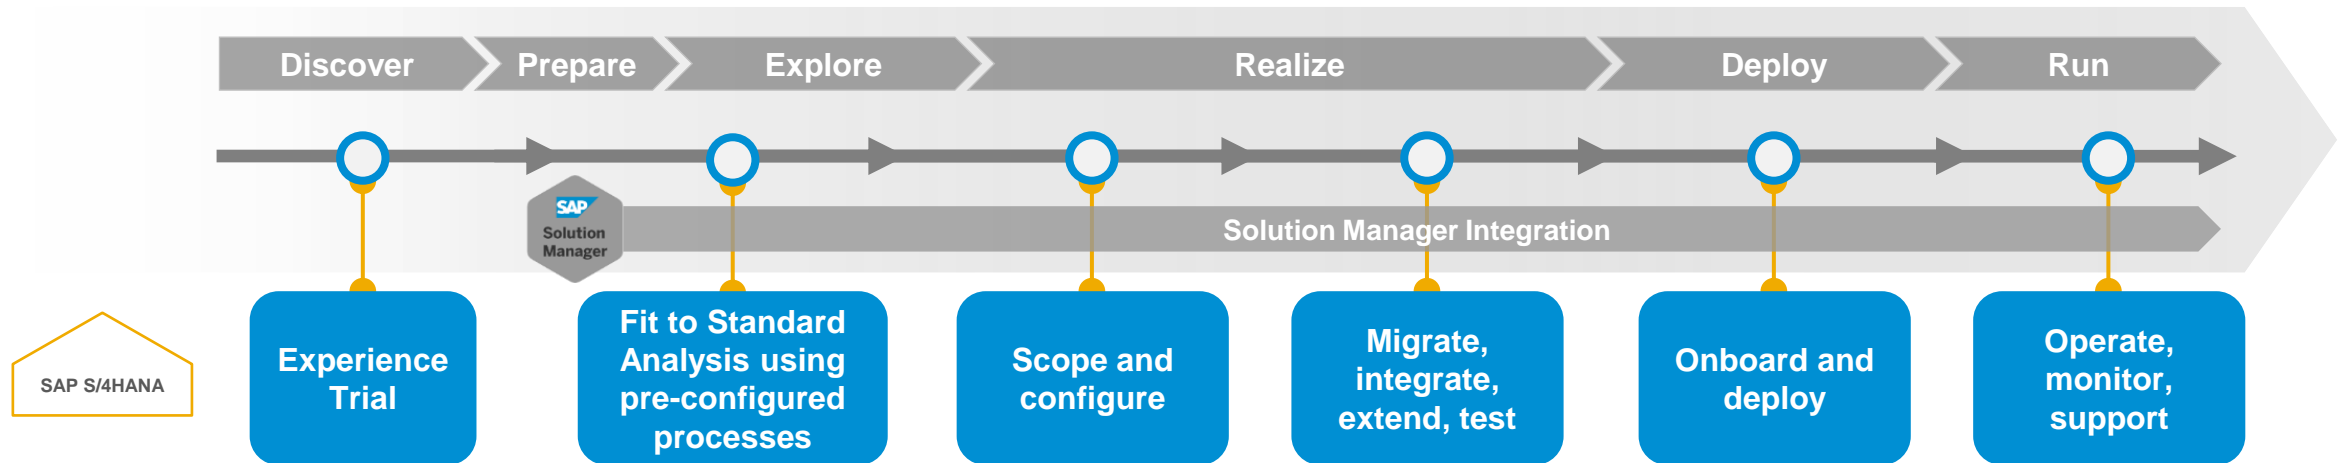 Discover
Prepare
Explore
Realize
Deploy
Run
SAP
Solution
Manager
Solution Manager Integration
SAP S/4HANA
Experience
Trial
Fit to Standard
Analysis using
pre-configured
processes
Scope and
configure
Migrate,
integrate,
extend, test
Onboard and
deploy
Operate,
monitor,
support